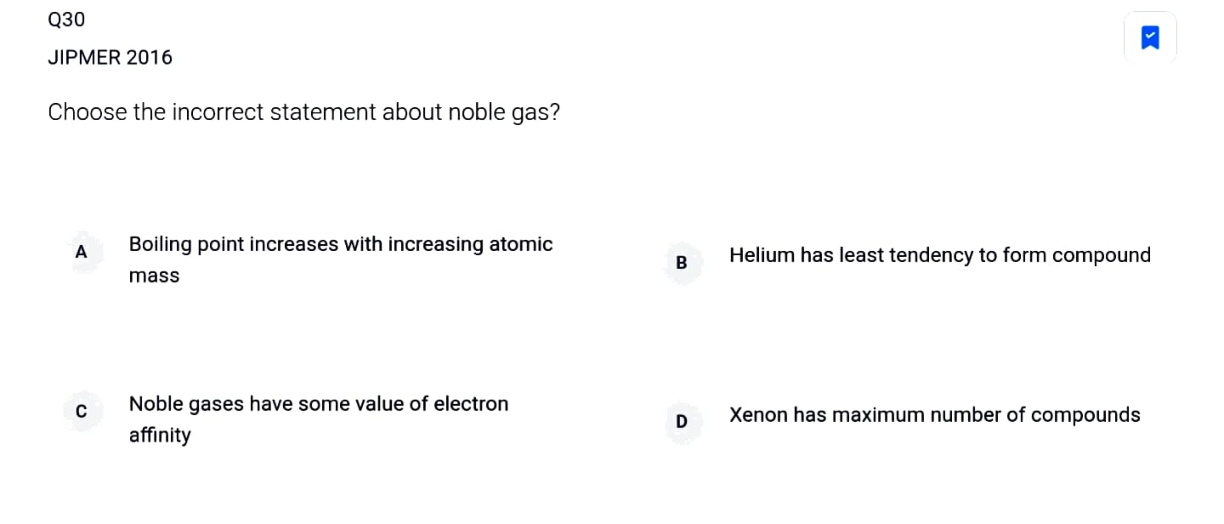 Q30
JIPMER 2016
Choose the incorrect statement about noble gas?
A
Boiling point increases with increasing atomic
mass
B
Helium has least tendency to form compound
C
Noble gases have some value of electron
affinity
D
Xenon has maximum number of compounds